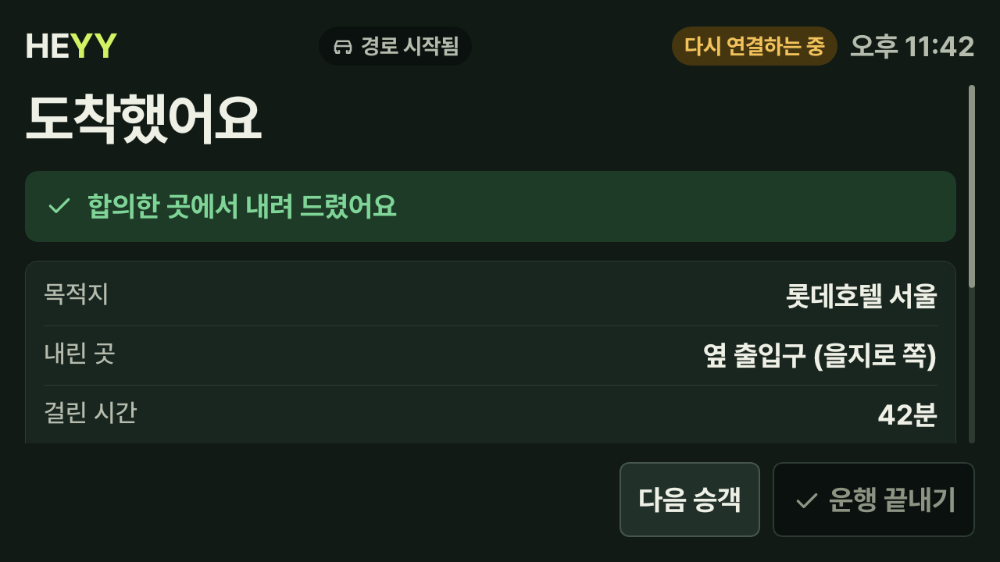 HEYY
경로 시작됨
다시 연결하는 중
오후 11:42
도착했어요
합의한 곳에서 내려 드렸어요
목적지
롯데호텔 서울
내린 곳
옆 출입구 (을지로 쪽)
걸린 시간
42분
다음 승객
운행 끝내기